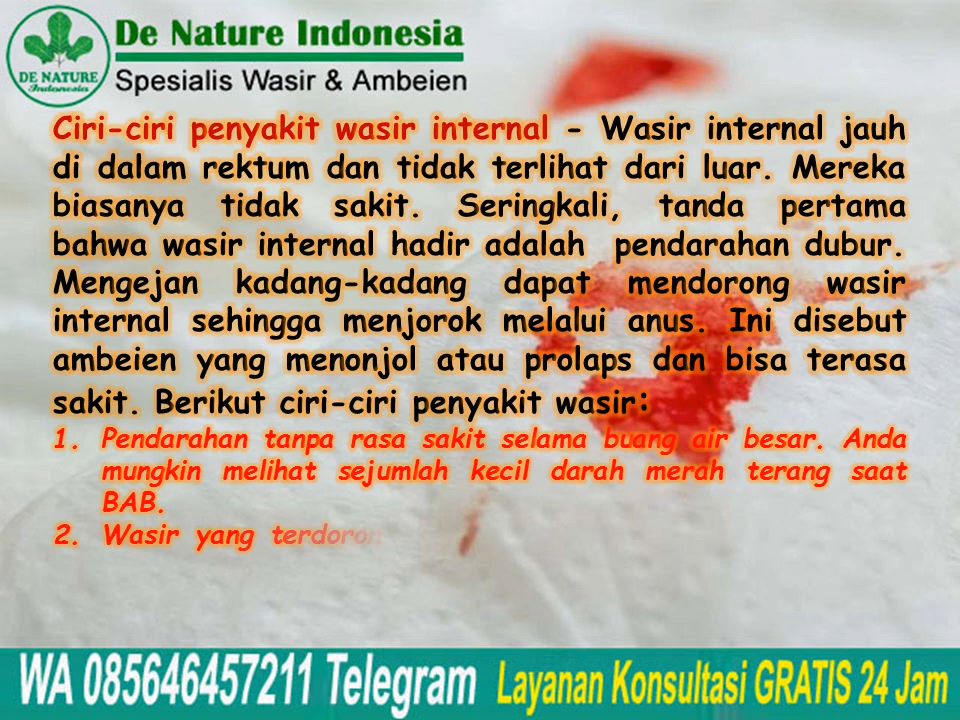 De Nature Indonesia
DE NATURE
Indonesia
Spesialis Wasir & Ambeien
Ciri-ciri penyakit wasir internal - Wasir internal jauh
di dalam rektum dan tidak terlihat dari luar. Mereka
biasanya tidak sakit. Seringkali, tanda pertama
bahwa wasir internal hadir adalah pendarahan dubur.
Mengejan kadang-kadang dapat mendorong wasir
internal sehingga menjorok melalui anus. Ini disebut
ambeien yang menonjol atau prolaps dan bisa terasa
sakit. Berikut ciri-ciri penyakit wasir:
1. Pendarahan tanpa rasa sakit selama buang air besar. Anda
mungkin melihat sejumlah kecil darah merah terang saat
BAB.
2. Wasir yang
WA 085646457211 Telegram Layanan Konsultasi GRATIS 24 Jam